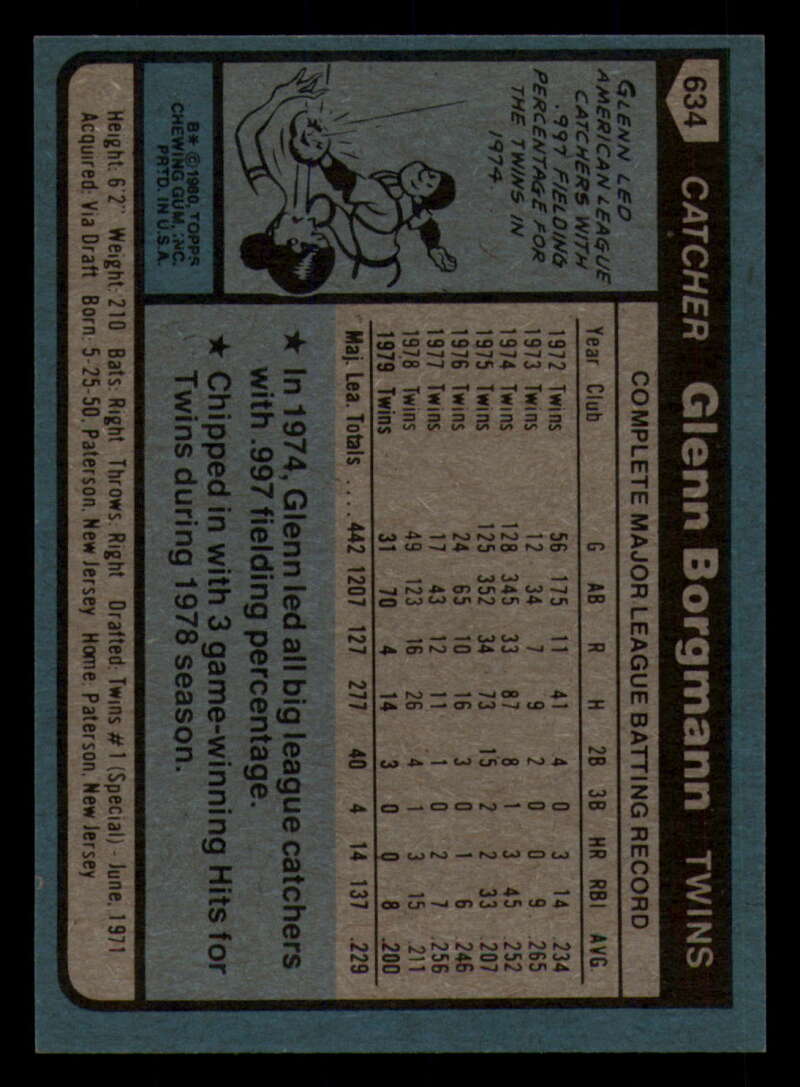 634 CATCHER Glenn Borgmann TWINS
GLENN LED
AMERICAN LEAGUE
CATCHERS WITH
.997 FIELDING
PERCENTAGE FOR
THE TWINS IN
1974
B* © 1980, TOPPS
CHEWING GUM, INC.
PRTD. IN U.S.A.
COMPLETE MAJOR LEAGUE BATTING RECORD
Year Club G AB R H 2B 3B HR RBI AVG
1972 Twins 56 175 11 41 4 0 3 14 .234
1973 Twins 12 34 7 9 2 0 0 9 .265
1974 Twins 128 345 33 87 8 1 3 45 .252
1975 Twins 125 352 34 73 15 2 2 33 .207
1976 Twins 24 65 10 16 3 0 1 6 .246
1977 Twins 17 43 12 11 1 0 2 7 .256
1978 Twins 49 123 16 26 4 1 3 15 .211
1979 Twins 31 70 4 14 3 0 0 8 .200
Maj. Lea. Totals .... 442 1207 127 277 40 4 14 137 .229
★ In 1974, Glenn led all big league catchers
with .997 fielding percentage.
★ Chipped in with 3 game-winning Hits for
Twins during 1978 season.
Height: 6'2" Weight: 210 Bats: Right Throws: Right Drafted: Twins #1 (Special) - June, 1971
Acquired: Via Draft Born: 5-25-50, Paterson, New Jersey Home: Paterson, New Jersey